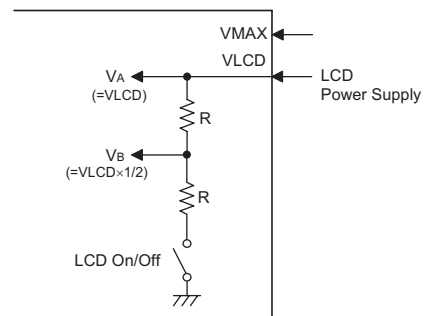 VMAX
VLCD
LCD
Power Supply
VA
(=VLCD)
R
VB
(=VLCD×1/2)
R
LCD On/Off